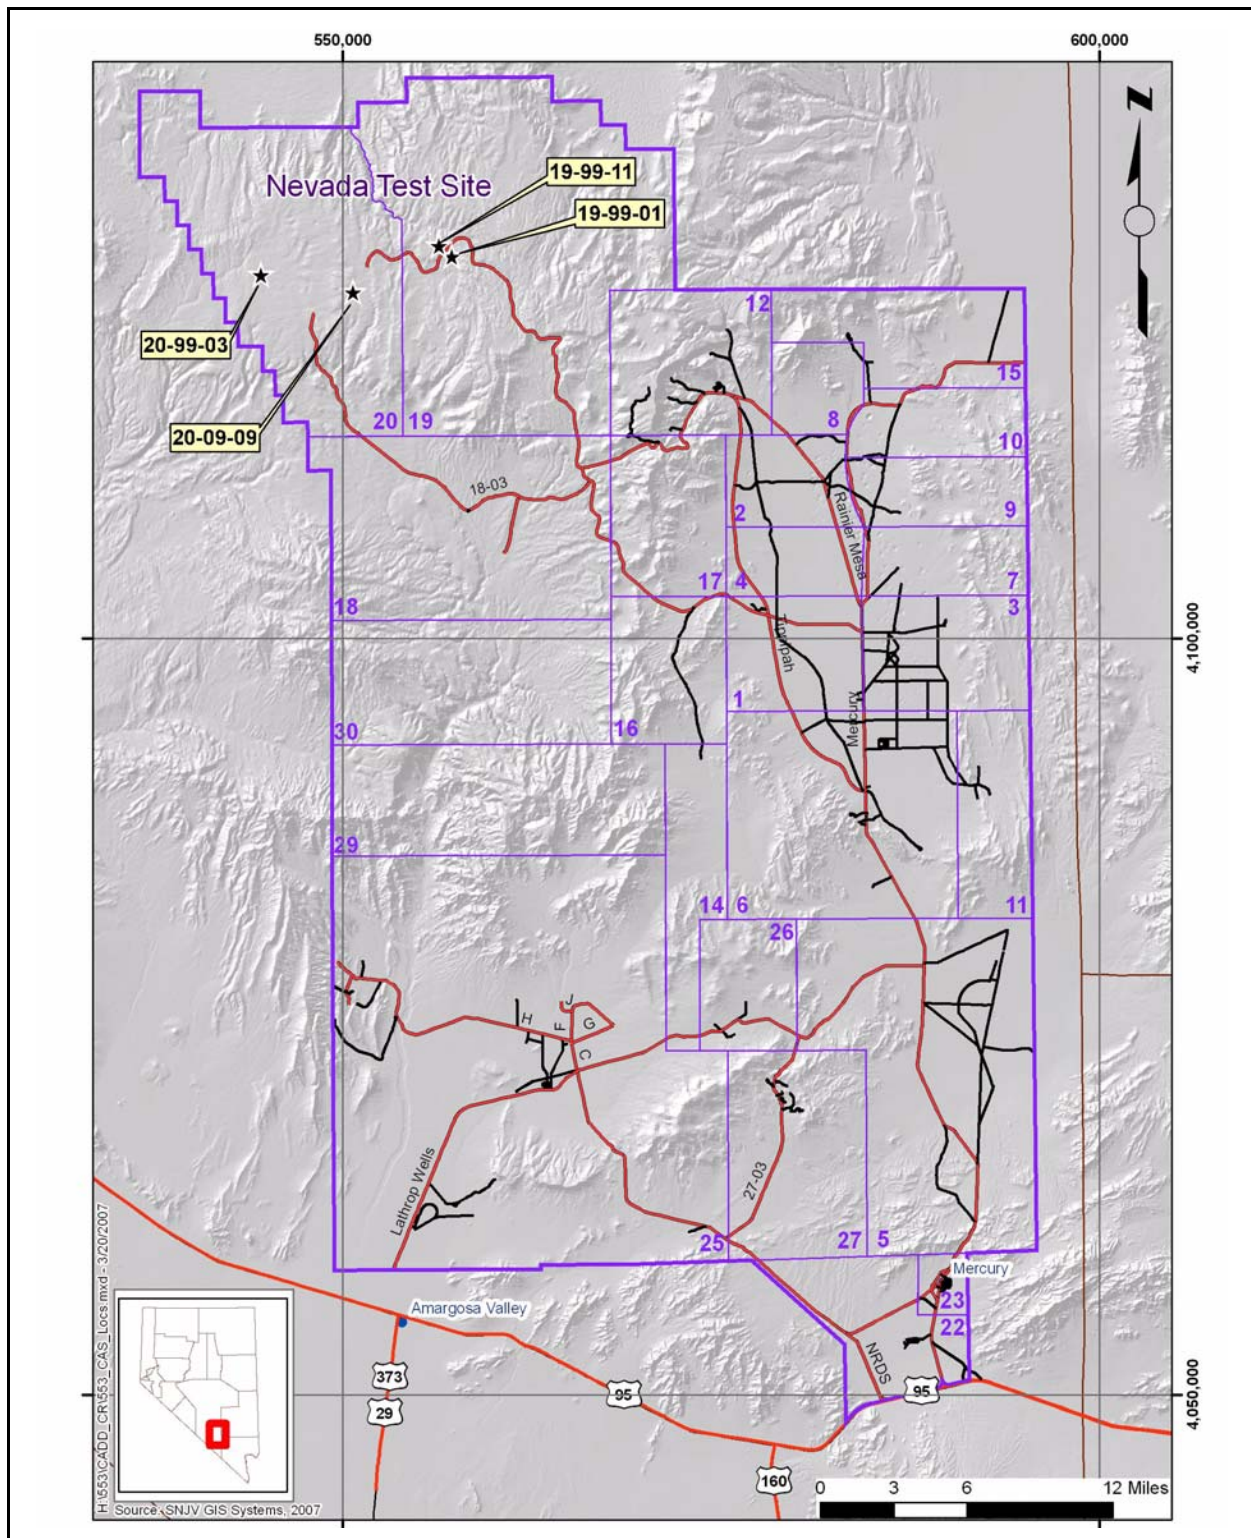 550,000
600,000
N
19-99-11
Nevada Test Site
19-99-01
12
20-99-03
15
20 19
8
20-09-09
10
18-03
2
Rainier Mesa
9
17 4
7
18
3
Tippipah
4,100,000
1
Mercury
30
16
29
14 6
11
26
J
H
F
G
C
Lathrop Wells
27-03
25
27 5
Mercury
23
Amargosa Valley
22
NRDS
373
95
95
29
4,050,000
160
0 3 6 12 Miles
H:\553\CADD_CR\553_CAS_Locs.mxd - 3/20/2007
Source: SNJV GIS Systems, 2007